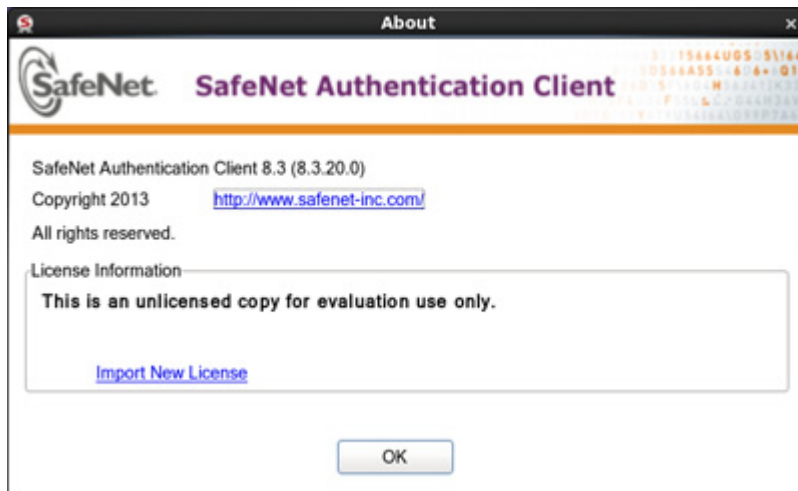 About
SafeNet.
SafeNet Authentication Client
SafeNet Authentication Client 8.3 (8.3.20.0)
Copyright 2013 http://www.safenet-inc.com/
All rights reserved.
License Information
This is an unlicensed copy for evaluation use only.
Import New License
OK